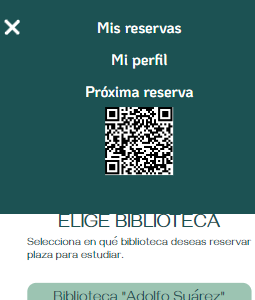 Mis reservas
Mi perfil
Próxima reserva
ELIGE BIBLIOTECA
Selecciona en qué biblioteca deseas reservar
plaza para estudiar.
Biblioteca "Adolfo Suárez"